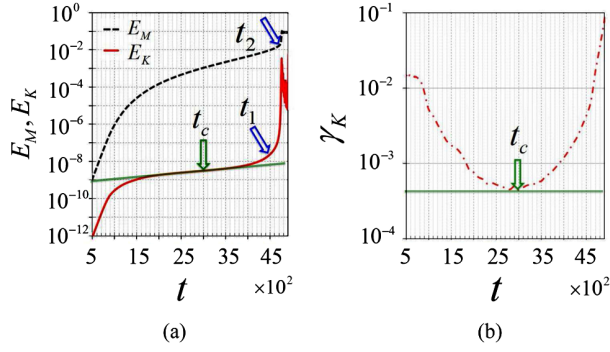 10^0
10^-2
10^-4
10^-6
10^-8
10^-10
10^-12
E_M, E_K
E_M
E_K
t_2
t_1
t_c
5 15 25 35 45
t
×10^2
(a)
10^-1
10^-2
10^-3
10^-4
γ_K
t_c
5 15 25 35 45
t
×10^2
(b)